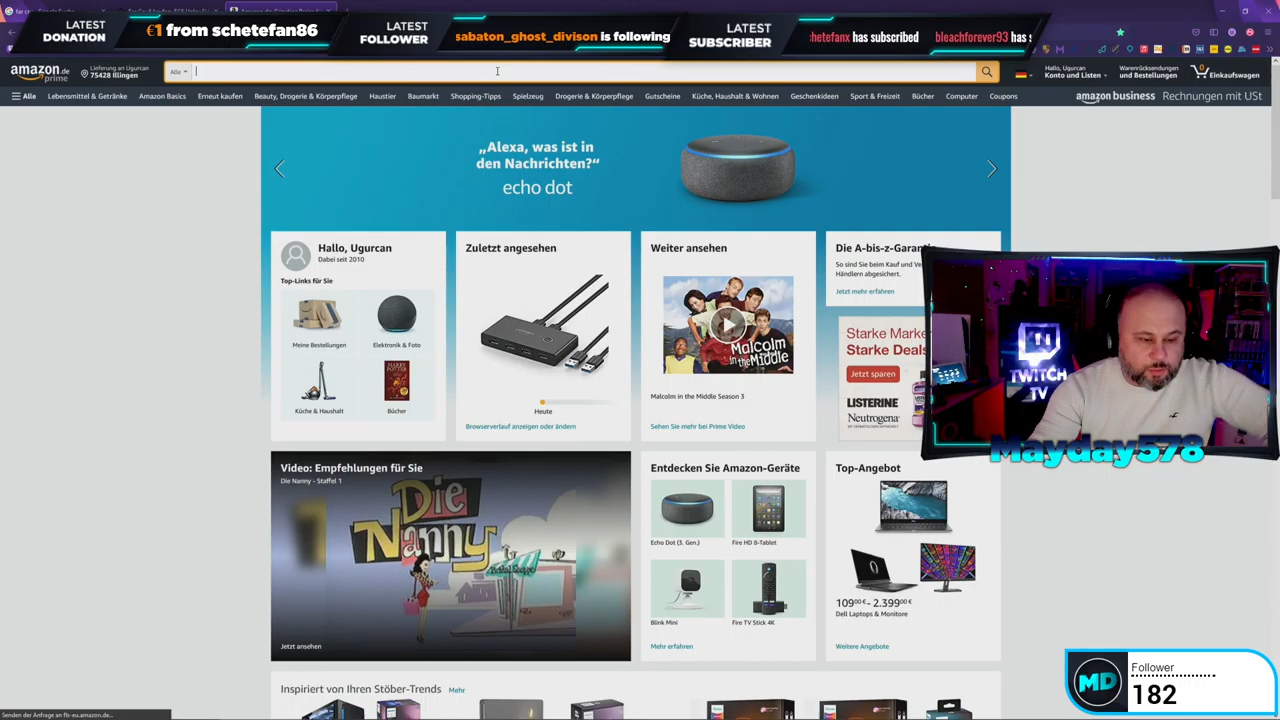 LATEST
DONATION
€1 from schetefan86
LATEST
FOLLOWER
sabaton_ghost_divison is following
LATEST
SUBSCRIBER
schetefanx has subscribed
bleachforever93 has s
amazon.de
prime
Lieferung an Ugurcan
75428 Illingen
Alle
Hallo, Ugurcan
Konto und Listen
Warenrücksendungen
und Bestellungen
0
Einkaufswagen
Alle
Lebensmittel & Getränke
Amazon Basics
Erneut kaufen
Beauty, Drogerie & Körperpflege
Haustier
Baumarkt
Shopping-Tipps
Spielzeug
Drogerie & Körperpflege
Gutscheine
Küche, Haushalt & Wohnen
Geschenkideen
Sport & Freizeit
Bücher
Computer
Coupons
amazon business Rechnungen mit USt
„Alexa, was ist in
den Nachrichten?“
echo dot
Hallo, Ugurcan
Dabei seit 2010
Top-Links für Sie
Meine Bestellungen
Elektronik & Foto
HARRY
POTTER
Küche & Haushalt
Bücher
Zuletzt angesehen
Heute
Browserverlauf anzeigen oder ändern
Weiter ansehen
Malcolm
in the Middle
Malcolm in the Middle Season 3
Sehen Sie mehr bei Prime Video
Die A-bis-z-Garantie
So sind Sie beim Kauf und Ve
Händlern abgesichert.
Jetzt mehr erfahren
Starke Mark
Starke Deals
Jetzt sparen
LISTERINE
Neutrogena
TWITCH
TV
Mayday578
Video: Empfehlungen für Sie
Die Nanny - Staffel 1
Die
Nanny
Jetzt ansehen
Entdecken Sie Amazon-Geräte
Echo Dot (3. Gen.)
Fire HD 8-Tablet
Blink Mini
Fire TV Stick 4K
Mehr erfahren
Top-Angebot
109,00 € - 2.399,00 €
Dell Laptops & Monitore
Weitere Angebote
Inspiriert von Ihren Stöber-Trends Mehr
Senden der Anfrage an fls-eu.amazon.de...
MD
Follower
182